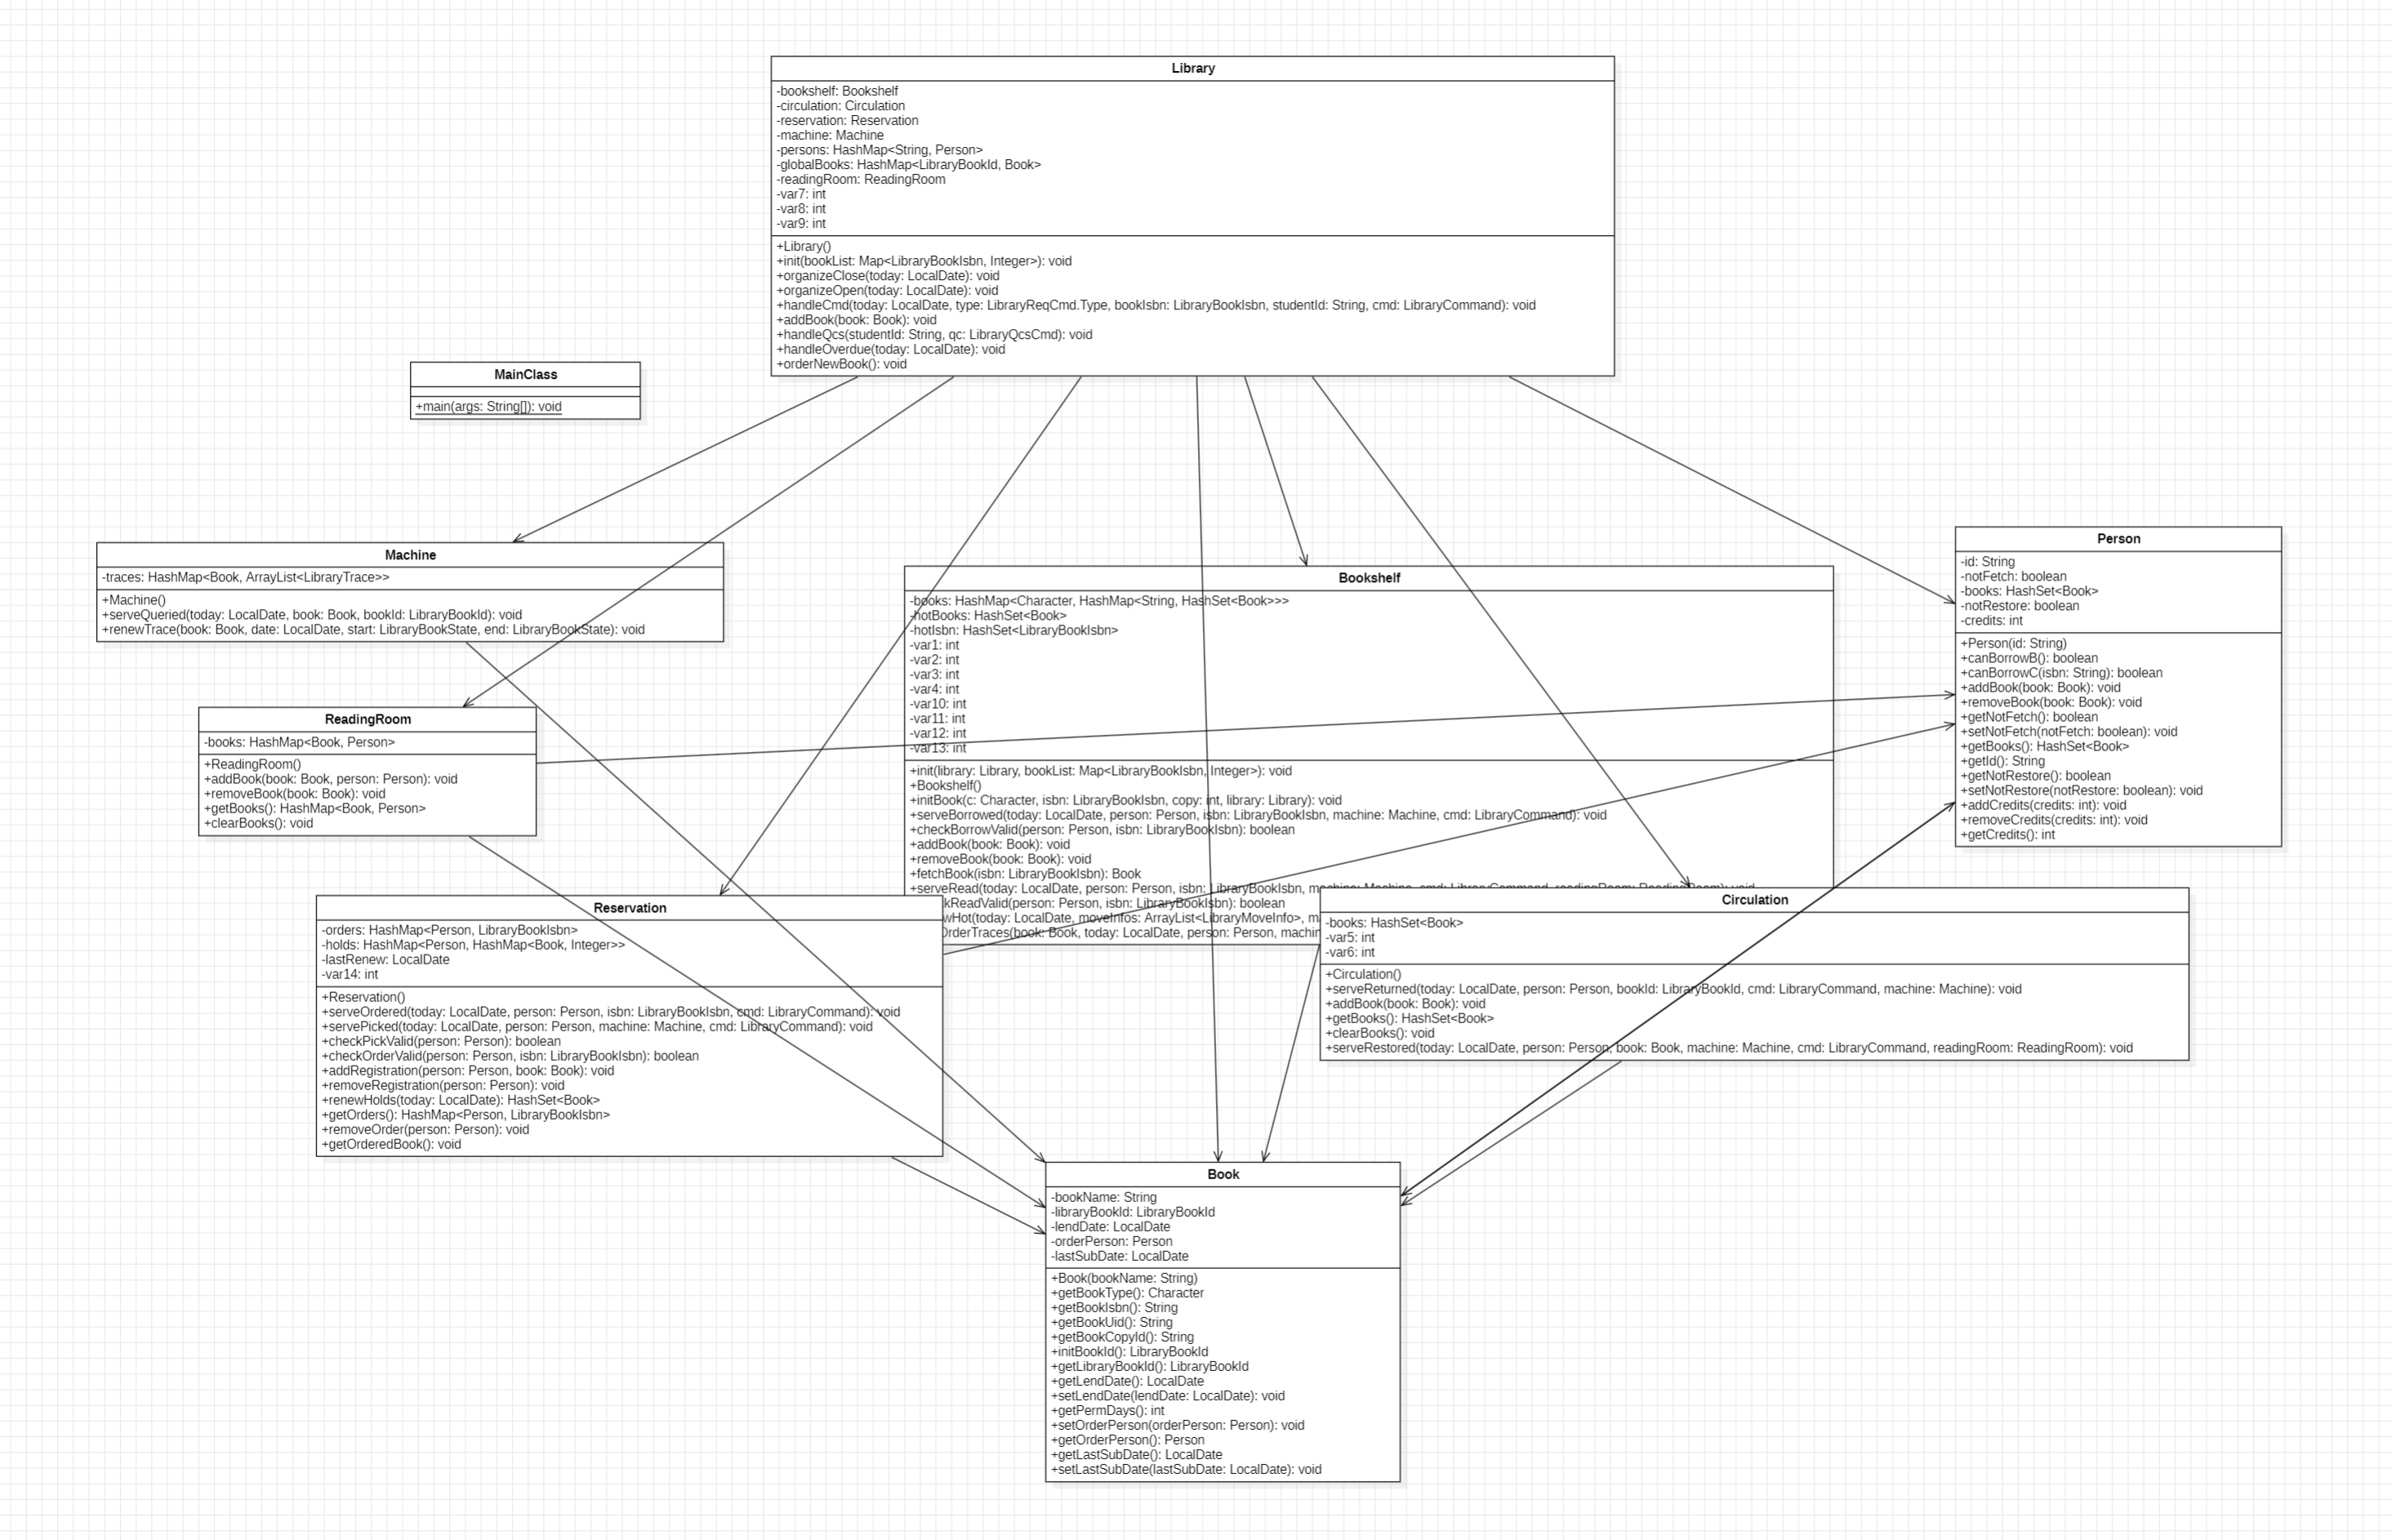 Library
-bookshelf: Bookshelf
-circulation: Circulation
-reservation: Reservation
-machine: Machine
-persons: HashMap<String, Person>
-globalBooks: HashMap<LibraryBookId, Book>
-readingRoom: ReadingRoom
-var7: int
-var8: int
-var9: int
+Library()
+init(bookList: Map<LibraryBookIsbn, Integer>): void
+organizeClose(today: LocalDate): void
+organizeOpen(today: LocalDate): void
+handleCmd(today: LocalDate, type: LibraryReqCmd.Type, bookIsbn: LibraryBookIsbn, studentId: String, cmd: LibraryCommand): void
+addBook(book: Book): void
+handleQcs(studentId: String, qc: LibraryQcsCmd): void
+handleOverdue(today: LocalDate): void
+orderNewBook(): void
MainClass
+main(args: String[]): void
Machine
-traces: HashMap<Book, ArrayList<LibraryTrace>>
+Machine()
+serveQueried(today: LocalDate, book: Book, bookId: LibraryBookId): void
+renewTrace(book: Book, date: LocalDate, start: LibraryBookState, end: LibraryBookState): void
Person
-id: String
-notFetch: boolean
-books: HashSet<Book>
-notRestore: boolean
-credits: int
+Person(id: String)
+canBorrowB(): boolean
+canBorrowC(isbn: String): boolean
+addBook(book: Book): void
+removeBook(book: Book): void
+getNotFetch(): boolean
+setNotFetch(notFetch: boolean): void
+getBooks(): HashSet<Book>
+getId(): String
+getNotRestore(): boolean
+setNotRestore(notRestore: boolean): void
+addCredits(credits: int): void
+removeCredits(credits: int): void
+getCredits(): int
Bookshelf
-books: HashMap<Character, HashMap<String, HashSet<Book>>>
-hotBooks: HashSet<Book>
-hotIsbn: HashSet<LibraryBookIsbn>
-var1: int
-var2: int
-var3: int
-var4: int
-var10: int
-var11: int
-var12: int
-var13: int
+init(library: Library, bookList: Map<LibraryBookIsbn, Integer>): void
+Bookshelf()
+initBook(c: Character, isbn: LibraryBookIsbn, copy: int, library: Library): void
+serveBorrowed(today: LocalDate, person: Person, isbn: LibraryBookIsbn, machine: Machine, cmd: LibraryCommand): void
+checkBorrowValid(person: Person, isbn: LibraryBookIsbn): boolean
+addBook(book: Book): void
+removeBook(book: Book): void
+fetchBook(isbn: LibraryBookIsbn): Book
+serveRead(today: LocalDate, person: Person, isbn: LibraryBookIsbn, machine: Machine, cmd: LibraryCommand, readingRoom: ReadingRoom): void
kReadValid(person: Person, isbn: LibraryBookIsbn): boolean
wHot(today: LocalDate, moveInfos: ArrayList<LibraryMoveInfo>, m
OrderTraces(book: Book, today: LocalDate, person: Person, machin
ReadingRoom
-books: HashMap<Book, Person>
+ReadingRoom()
+addBook(book: Book, person: Person): void
+removeBook(book: Book): void
+getBooks(): HashMap<Book, Person>
+clearBooks(): void
Reservation
-orders: HashMap<Person, LibraryBookIsbn>
-holds: HashMap<Person, HashMap<Book, Integer>>
-lastRenew: LocalDate
-var14: int
+Reservation()
+serveOrdered(today: LocalDate, person: Person, isbn: LibraryBookIsbn, cmd: LibraryCommand): void
+servePicked(today: LocalDate, person: Person, machine: Machine, cmd: LibraryCommand): void
+checkPickValid(person: Person): boolean
+checkOrderValid(person: Person, isbn: LibraryBookIsbn): boolean
+addRegistration(person: Person, book: Book): void
+removeRegistration(person: Person): void
+renewHolds(today: LocalDate): HashSet<Book>
+getOrders(): HashMap<Person, LibraryBookIsbn>
+removeOrder(person: Person): void
+getOrderedBook(): void
Circulation
-books: HashSet<Book>
-var5: int
-var6: int
+Circulation()
+serveReturned(today: LocalDate, person: Person, bookId: LibraryBookId, cmd: LibraryCommand, machine: Machine): void
+addBook(book: Book): void
+getBooks(): HashSet<Book>
+clearBooks(): void
+serveRestored(today: LocalDate, person: Person, book: Book, machine: Machine, cmd: LibraryCommand, readingRoom: ReadingRoom): void
Book
-bookName: String
-libraryBookId: LibraryBookId
-lendDate: LocalDate
-orderPerson: Person
-lastSubDate: LocalDate
+Book(bookName: String)
+getBookType(): Character
+getBookIsbn(): String
+getBookUid(): String
+getBookCopyId(): String
+initBookId(): LibraryBookId
+getLibraryBookId(): LibraryBookId
+getLendDate(): LocalDate
+setLendDate(lendDate: LocalDate): void
+getPermDays(): int
+setOrderPerson(orderPerson: Person): void
+getOrderPerson(): Person
+getLastSubDate(): LocalDate
+setLastSubDate(lastSubDate: LocalDate): void